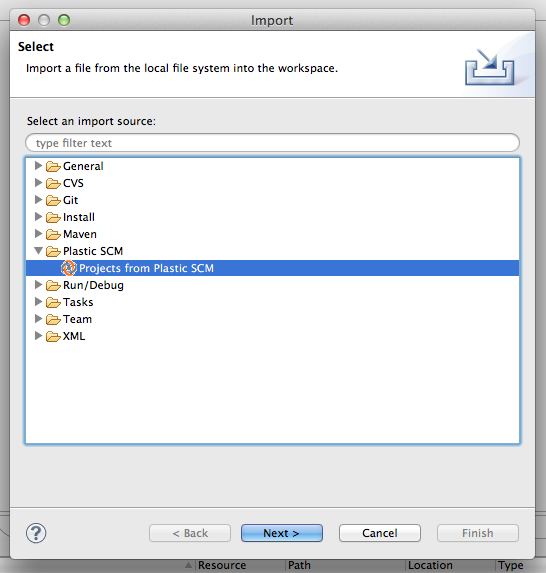 Import
Select
Import a file from the local file system into the workspace.
Select an import source:
type filter text
General
CVS
Git
Install
Maven
Plastic SCM
Projects from Plastic SCM
Run/Debug
Tasks
Team
XML
? < Back Next > Cancel Finish
Resource Path Location Type